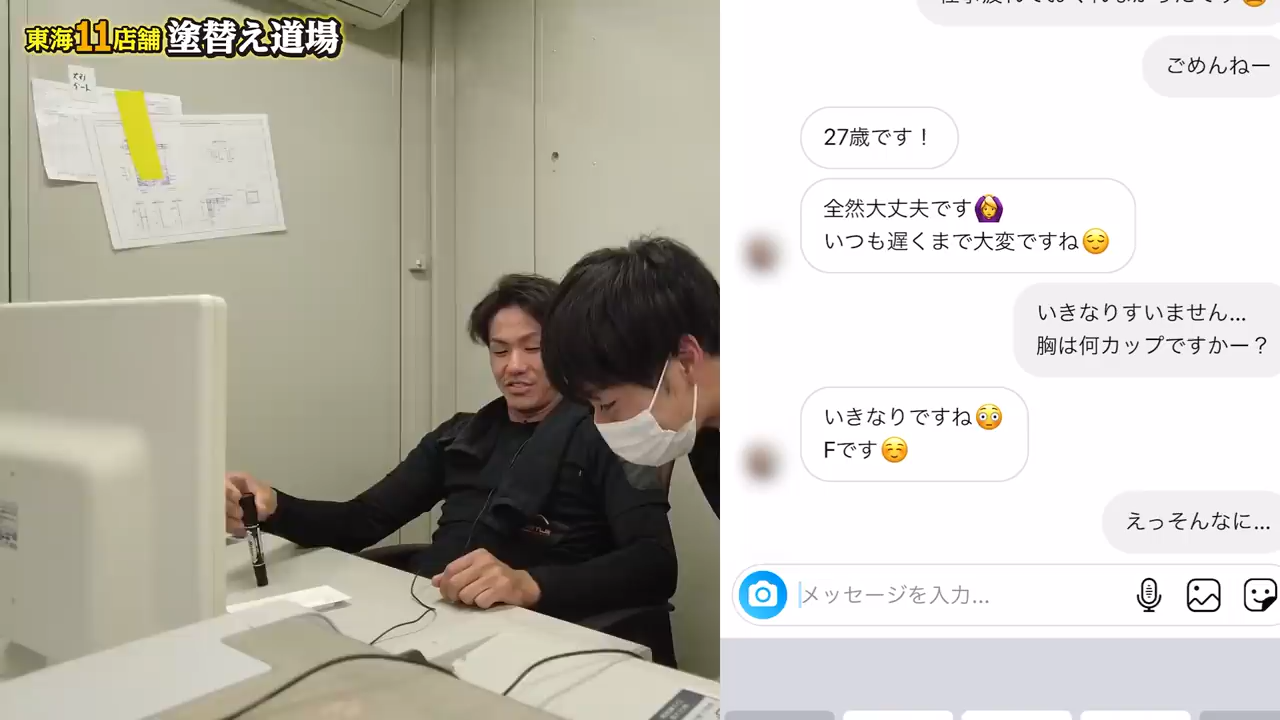 東海11店舗 塗替え道場
ごめんねー
27歳です！
全然大丈夫です🙆
いつも遅くまで大変ですね😌
いきなりすいません...
胸は何カップですかー？
いきなりですね😳
Fです☺️
えっそんなに...
メッセージを入力...